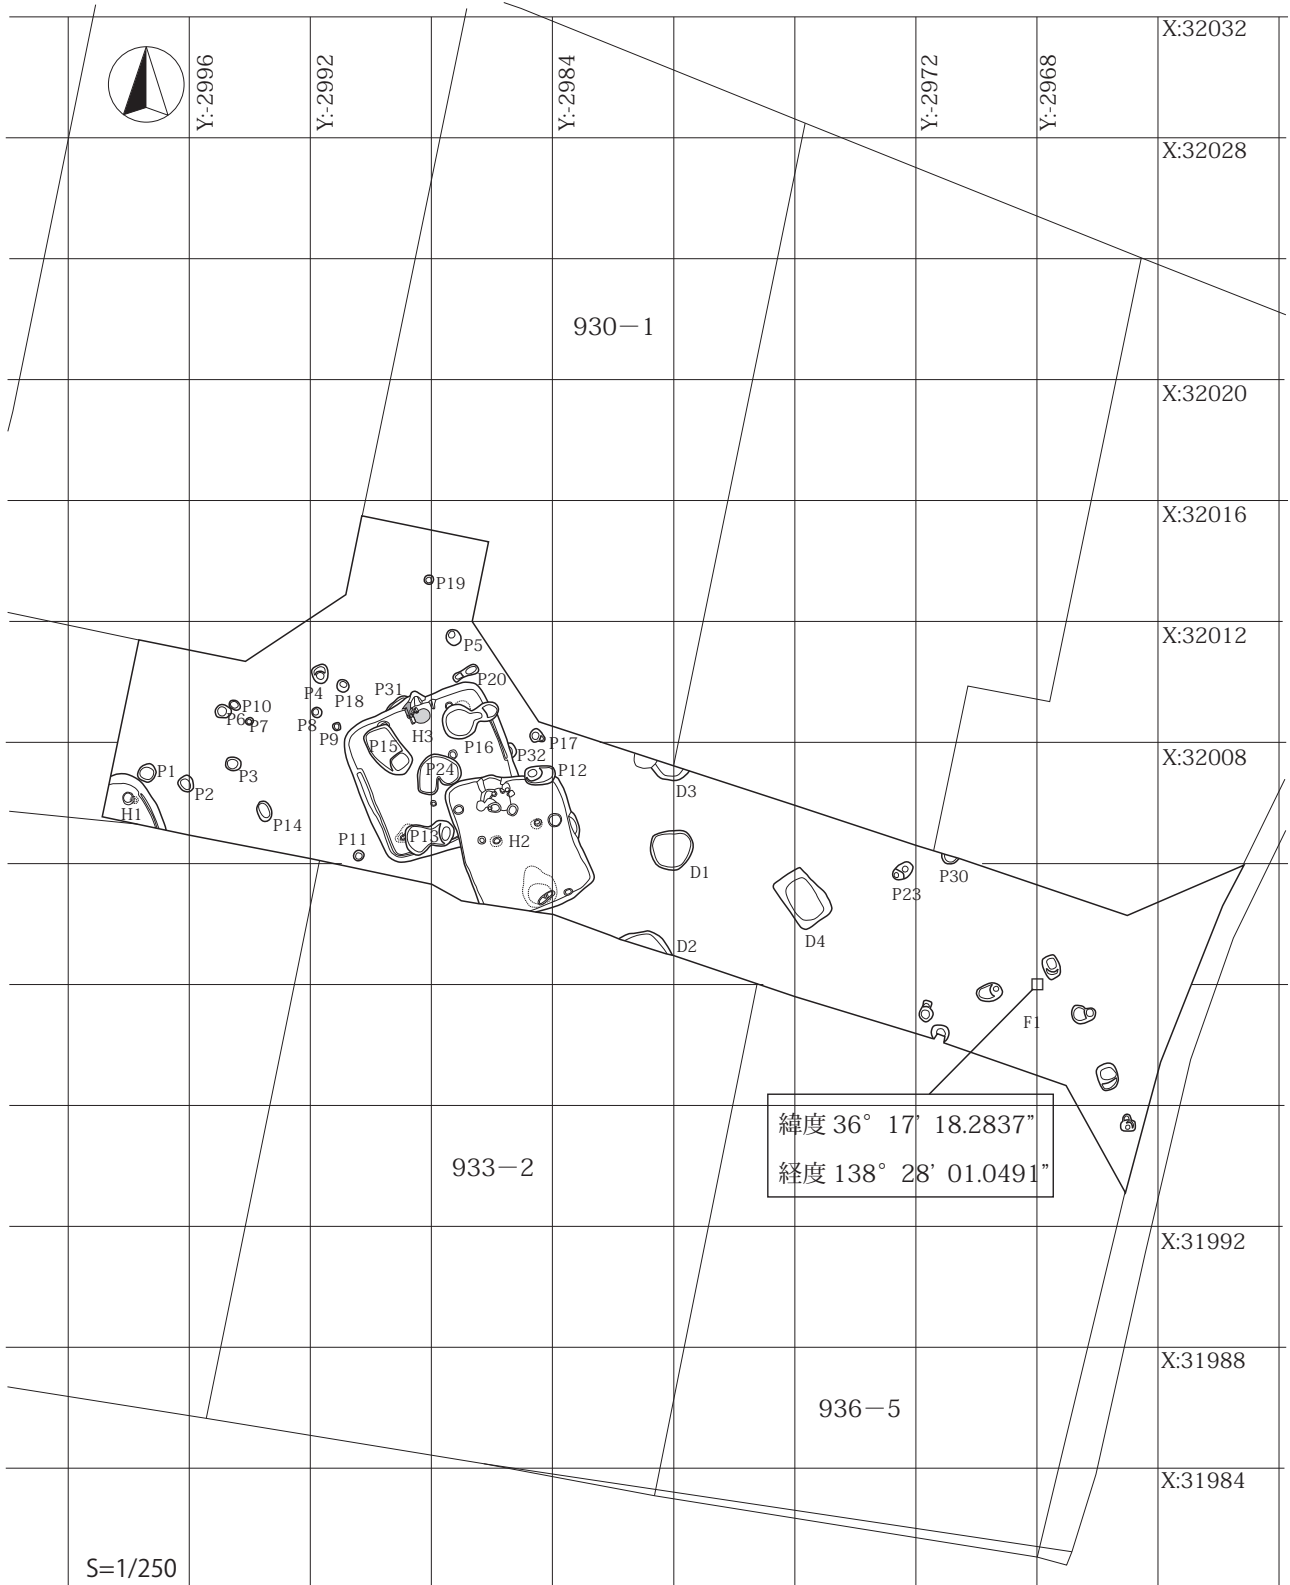 X:32032
Y:-2996
Y:-2992
Y:-2984
Y:-2972
Y:-2968
X:32028
930－1
X:32020
X:32016
P19
X:32012
P5
P20
P4
P18
P31
P10
P6
P7
P8
P9
H3
P15
P16
P17
P32
X:32008
P1
P3
P24
P12
P2
D3
H1
P14
P13
P11
H2
D1
P30
P23
D4
D2
F1
緯度 36° 17’ 18.2837”
経度 138° 28’ 01.0491”
933－2
X:31992
X:31988
936－5
X:31984
S=1/250